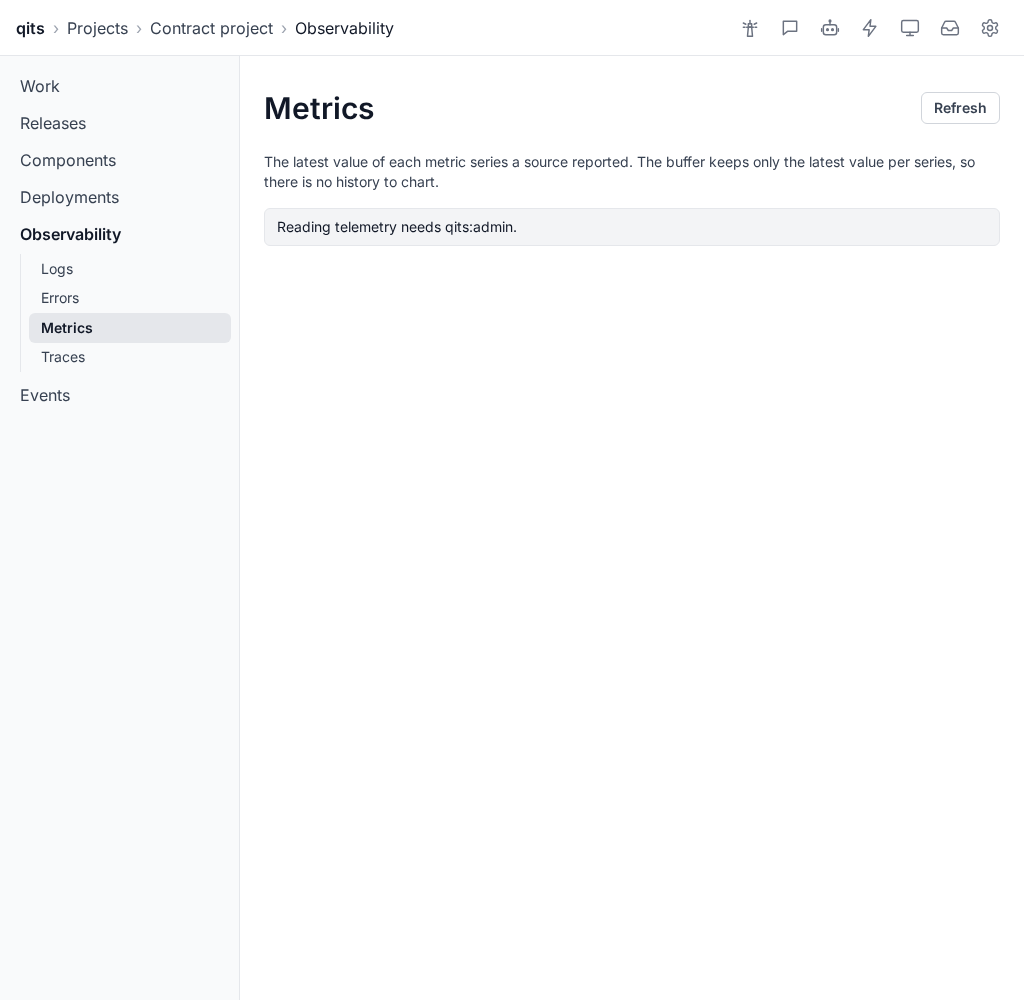 qits › Projects › Contract project › Observability
Work
Releases
Components
Deployments
Observability
Logs
Errors
Metrics
Traces
Events
Metrics
Refresh
The latest value of each metric series a source reported. The buffer keeps only the latest value per series, so
there is no history to chart.
Reading telemetry needs qits:admin.